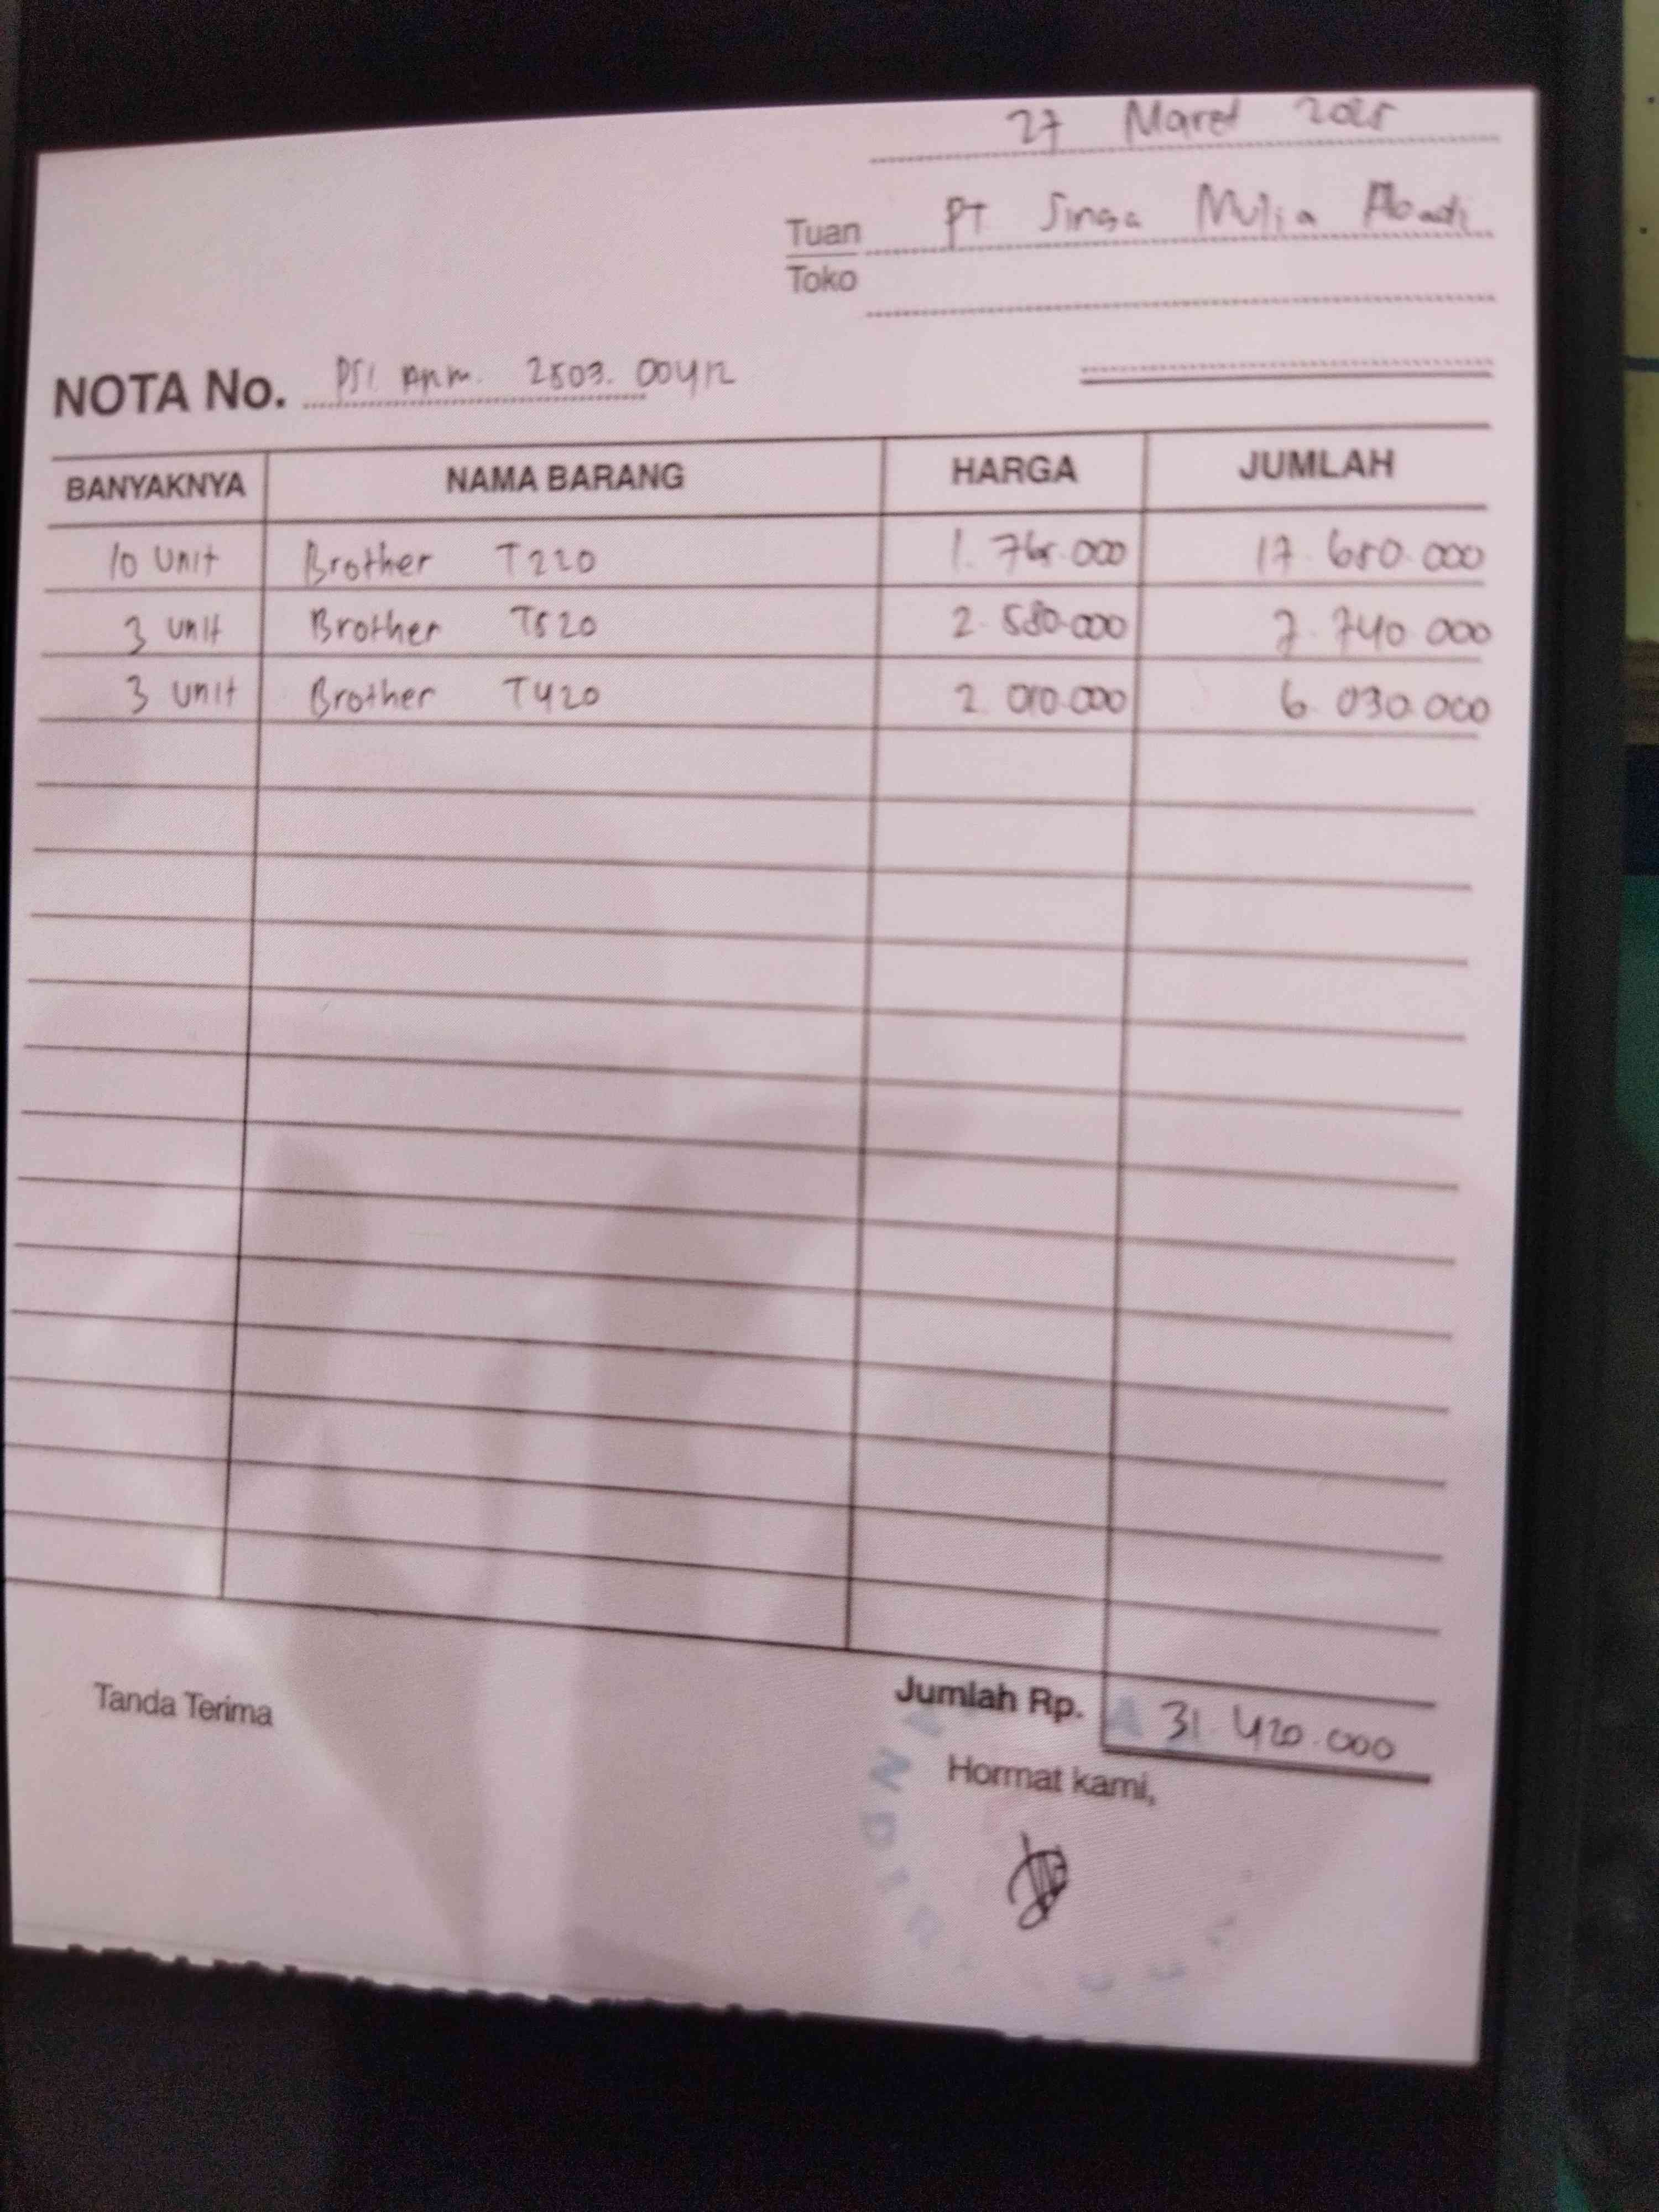 27 Maret 2025
Tuan PT Singa Mulia Abadi
Toko
NOTA No. PSI. ANM. 2503. 00412
BANYAKNYA NAMA BARANG HARGA JUMLAH
10 Unit Brother T220 1.765.000 17.650.000
3 Unit Brother T520 2.580.000 7.740.000
3 Unit Brother T420 2.010.000 6.030.000
Tanda Terima
Jumlah Rp. 31.420.000
Hormat kami,